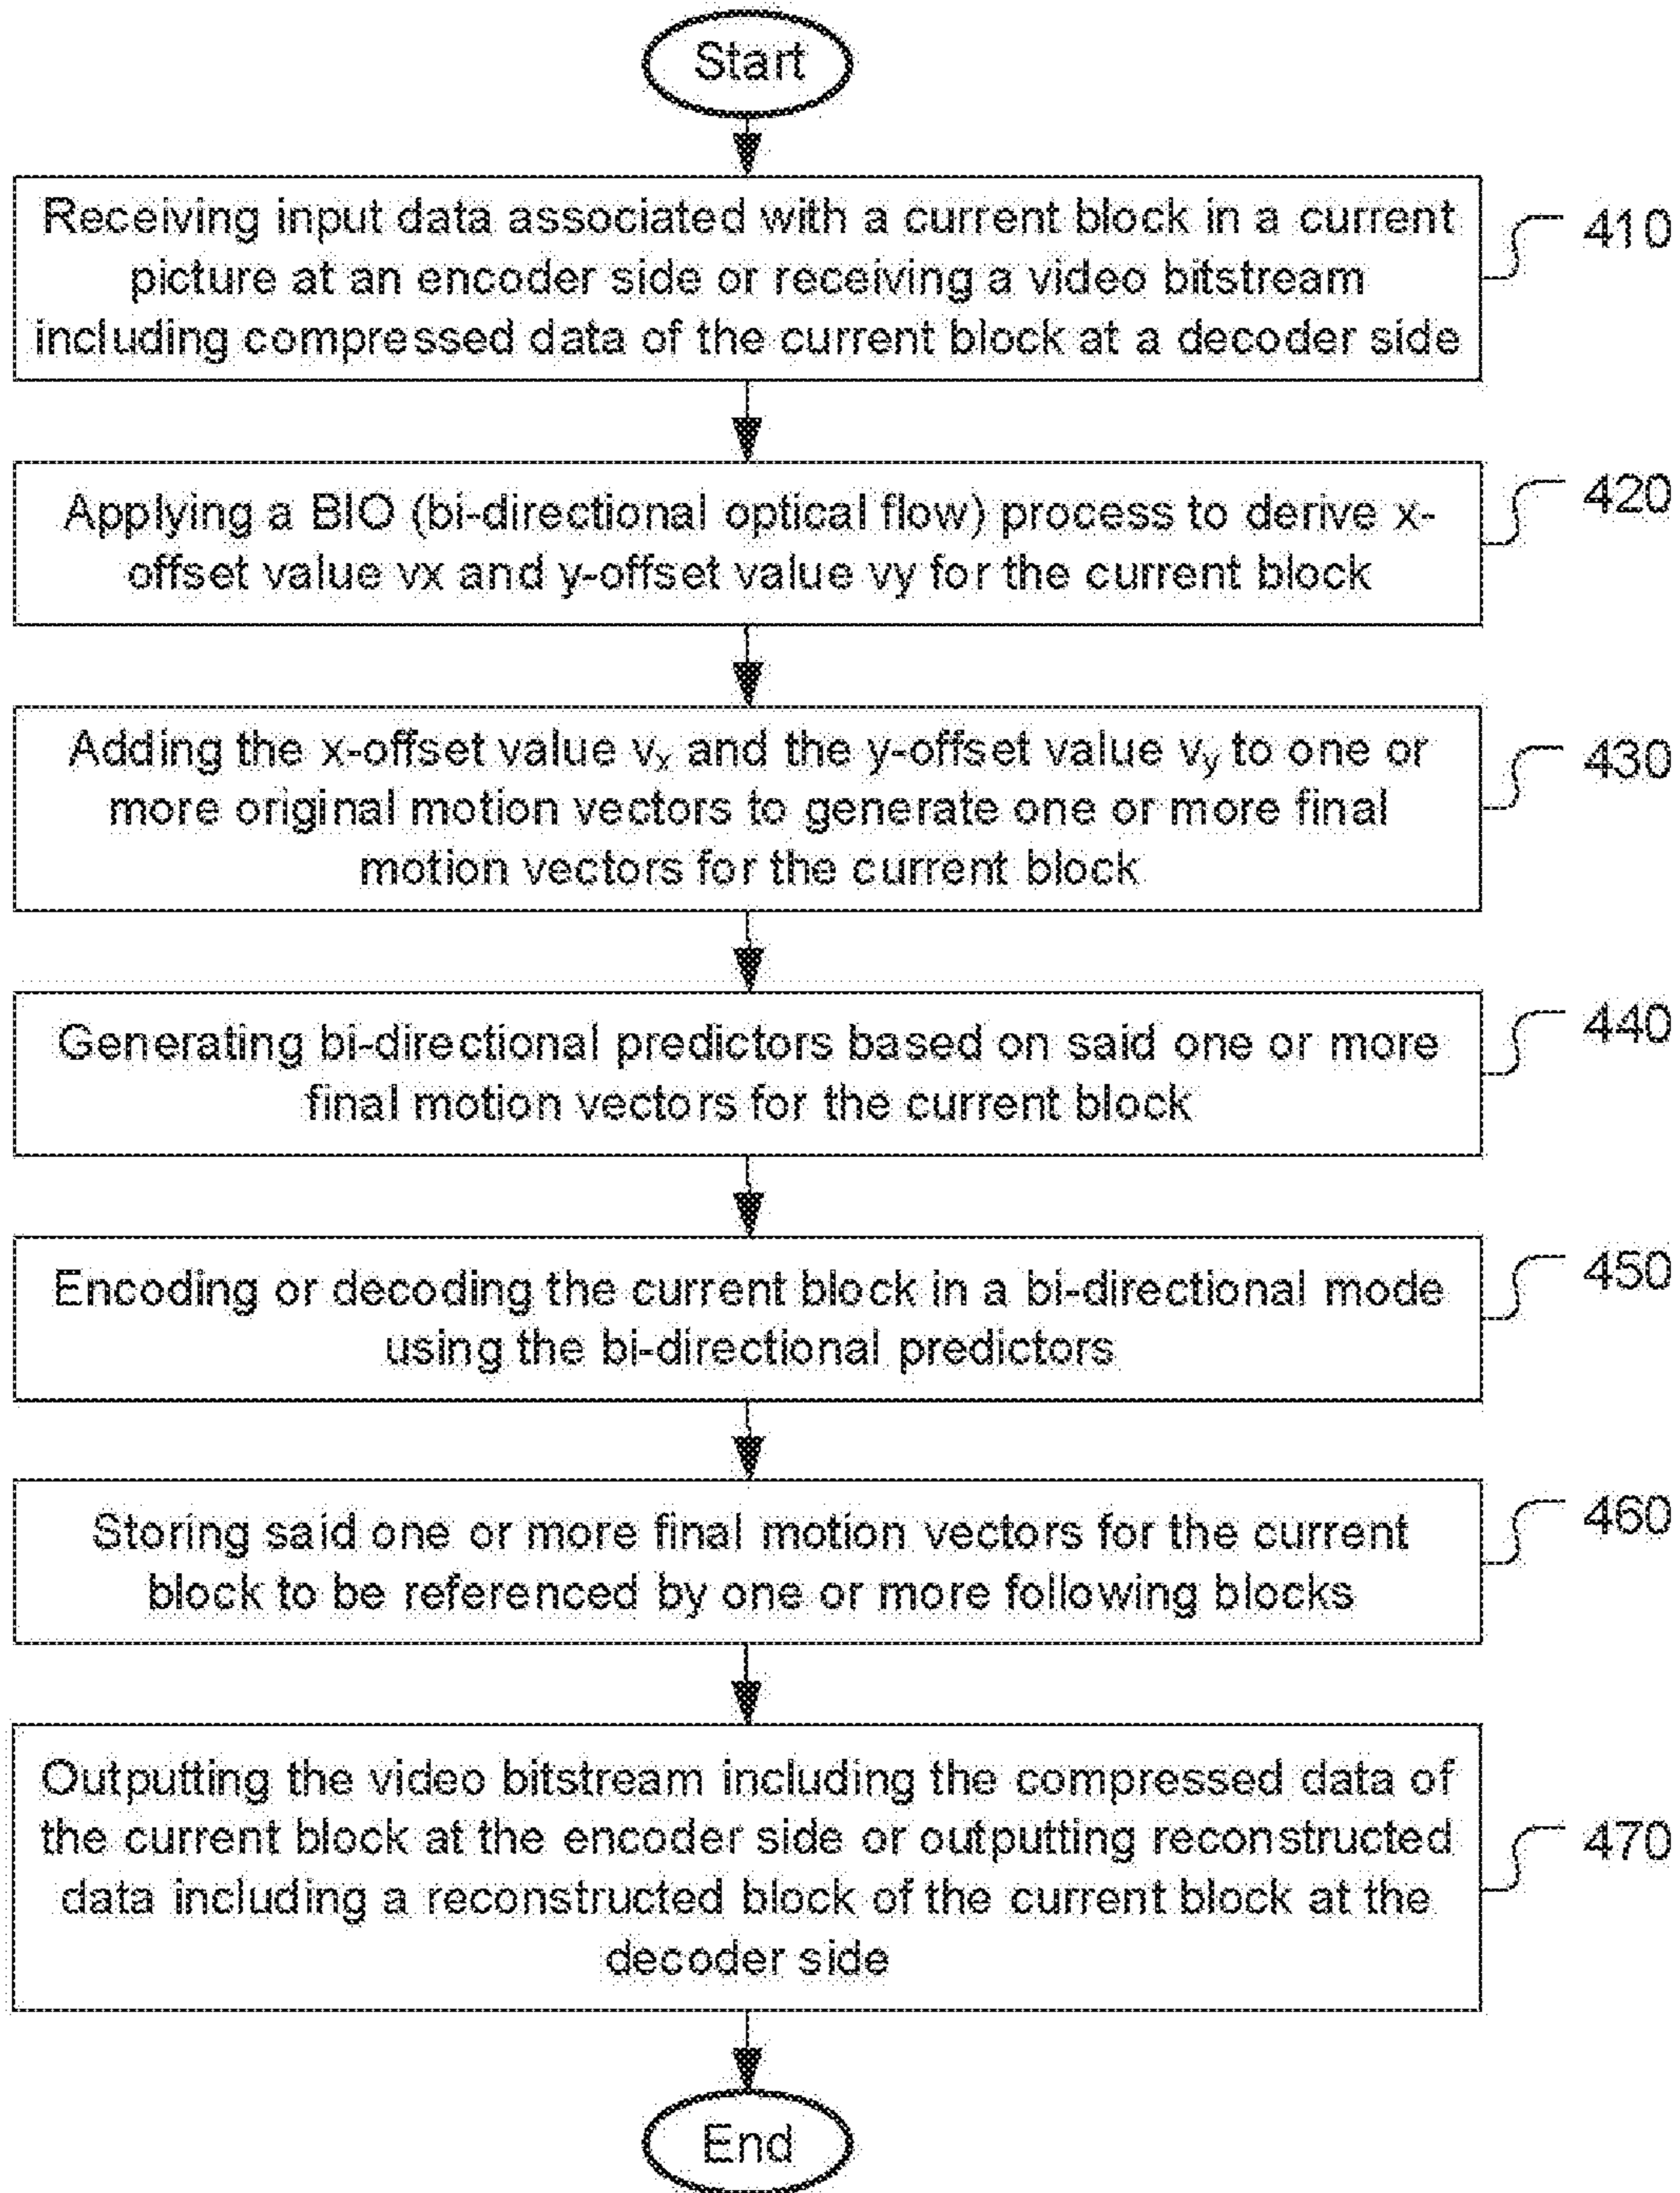 Start
Receiving input data associated with a current block in a current
picture at an encoder side or receiving a video bitstream
including compressed data of the current block at a decoder side
410
Applying a BIO (bi-directional optical flow) process to derive x-
offset value vx and y-offset value vy for the current block
420
Adding the x-offset value vₓ and the y-offset value vy to one or
more original motion vectors to generate one or more final
motion vectors for the current block
430
Generating bi-directional predictors based on said one or more
final motion vectors for the current block
440
Encoding or decoding the current block in a bi-directional mode
using the bi-directional predictors
450
Storing said one or more final motion vectors for the current
block to be referenced by one or more following blocks
460
Outputting the video bitstream including the compressed data of
the current block at the encoder side or outputting reconstructed
data including a reconstructed block of the current block at the
decoder side
470
End